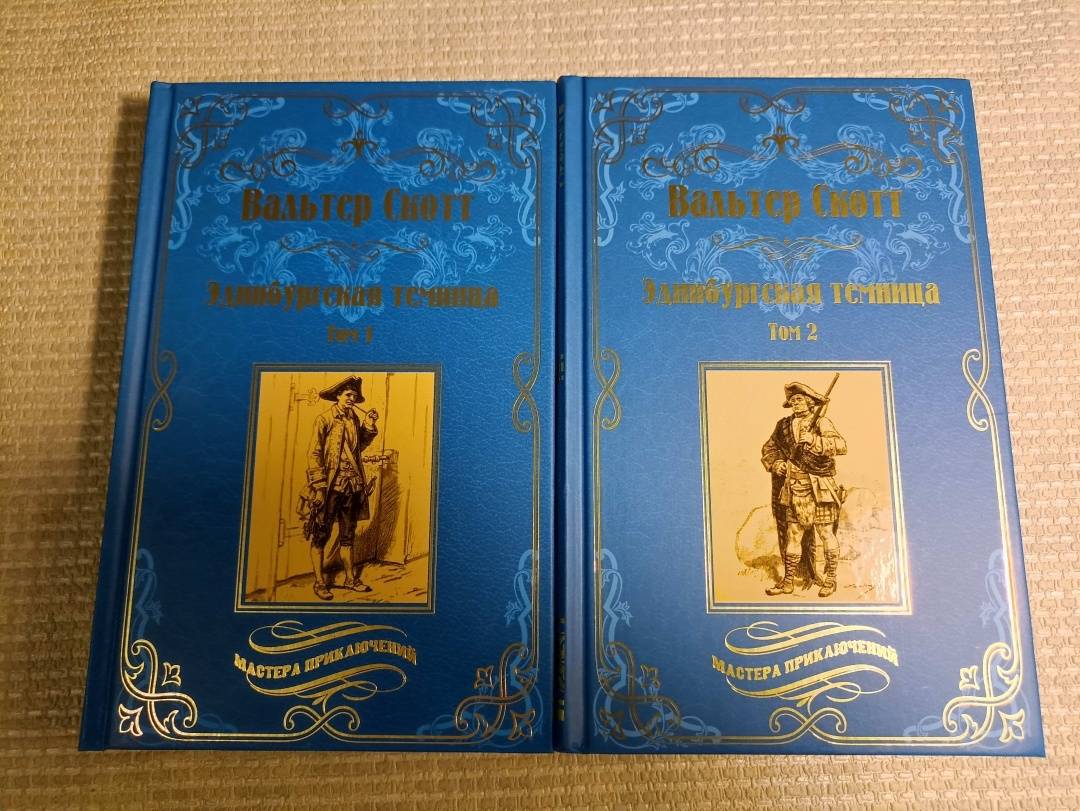 Вальтер Скотт
Эдинбургская темница
Том 1
МАСТЕРА ПРИКЛЮЧЕНИЙ
Вальтер Скотт
Эдинбургская темница
Том 2
МАСТЕРА ПРИКЛЮЧЕНИЙ